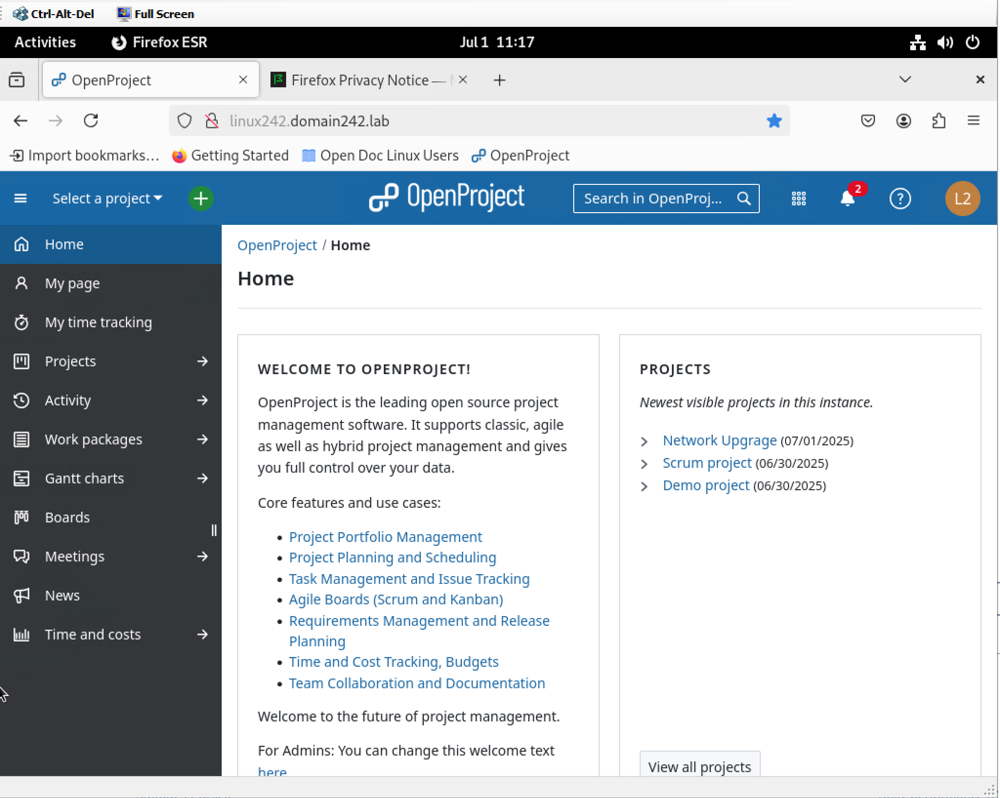 Ctrl-Alt-Del Full Screen
Activities Firefox ESR Jul 1 11:17
OpenProject Firefox Privacy Notice —
linux242.domain242.lab
Import bookmarks... Getting Started Open Doc Linux Users OpenProject
Select a project OpenProject Search in OpenProj... 2 L2
Home
My page
My time tracking
Projects
Activity
Work packages
Gantt charts
Boards
Meetings
News
Time and costs
OpenProject / Home
Home
WELCOME TO OPENPROJECT!
OpenProject is the leading open source project
management software. It supports classic, agile
as well as hybrid project management and gives
you full control over your data.
Core features and use cases:
Project Portfolio Management
Project Planning and Scheduling
Task Management and Issue Tracking
Agile Boards (Scrum and Kanban)
Requirements Management and Release
Planning
Time and Cost Tracking, Budgets
Team Collaboration and Documentation
Welcome to the future of project management.
For Admins: You can change this welcome text
here
PROJECTS
Newest visible projects in this instance.
Network Upgrage (07/01/2025)
Scrum project (06/30/2025)
Demo project (06/30/2025)
View all projects